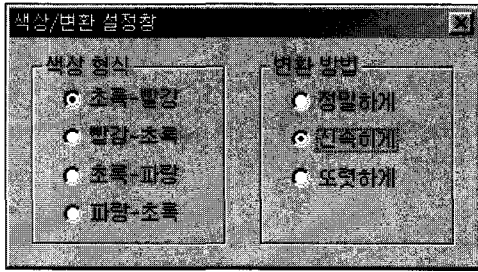 색상/변환 설정창
색상 형식
초록-빨강
빨강-초록
초록-파랑
파랑-초록
변환 방법
정밀하게
신속하게
또렷하게